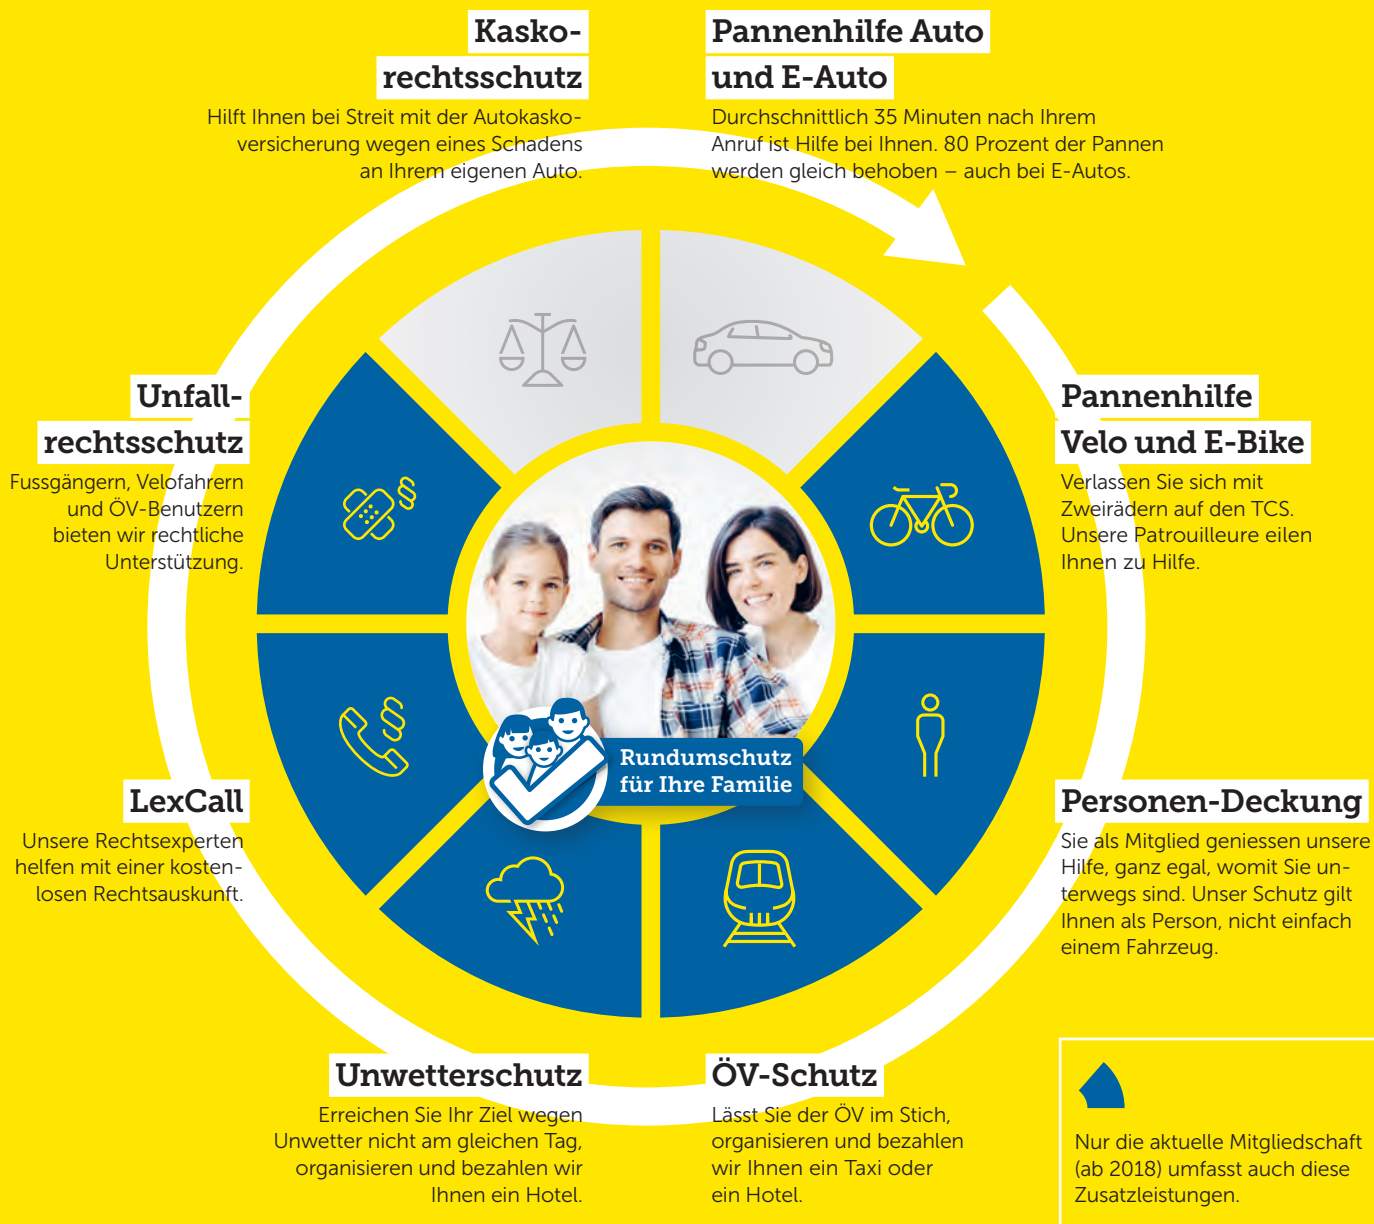 Kasko-
rechtsschutz
Hilft Ihnen bei Streit mit der Autokasko-
versicherung wegen eines Schadens
an Ihrem eigenen Auto.
Pannenhilfe Auto
und E-Auto
Durchschnittlich 35 Minuten nach Ihrem
Anruf ist Hilfe bei Ihnen. 80 Prozent der Pannen
werden gleich behoben – auch bei E-Autos.
Unfall-
rechtsschutz
Fussgängern, Velofahrern
und ÖV-Benutzern
bieten wir rechtliche
Unterstützung.
Pannenhilfe
Velo und E-Bike
Verlassen Sie sich mit
Zweirädern auf den TCS.
Unsere Patrouilleure eilen
Ihnen zu Hilfe.
Rundumschutz
für Ihre Familie
LexCall
Unsere Rechtsexperten
helfen mit einer kosten-
losen Rechtsauskunft.
Personen-Deckung
Sie als Mitglied geniessen unsere
Hilfe, ganz egal, womit Sie un-
terwegs sind. Unser Schutz gilt
Ihnen als Person, nicht einfach
einem Fahrzeug.
Unwetterschutz
Erreichen Sie Ihr Ziel wegen
Unwetter nicht am gleichen Tag,
organisieren und bezahlen wir
Ihnen ein Hotel.
ÖV-Schutz
Lässt Sie der ÖV im Stich,
organisieren und bezahlen
wir Ihnen ein Taxi oder
ein Hotel.
Nur die aktuelle Mitgliedschaft
(ab 2018) umfasst auch diese
Zusatzleistungen.